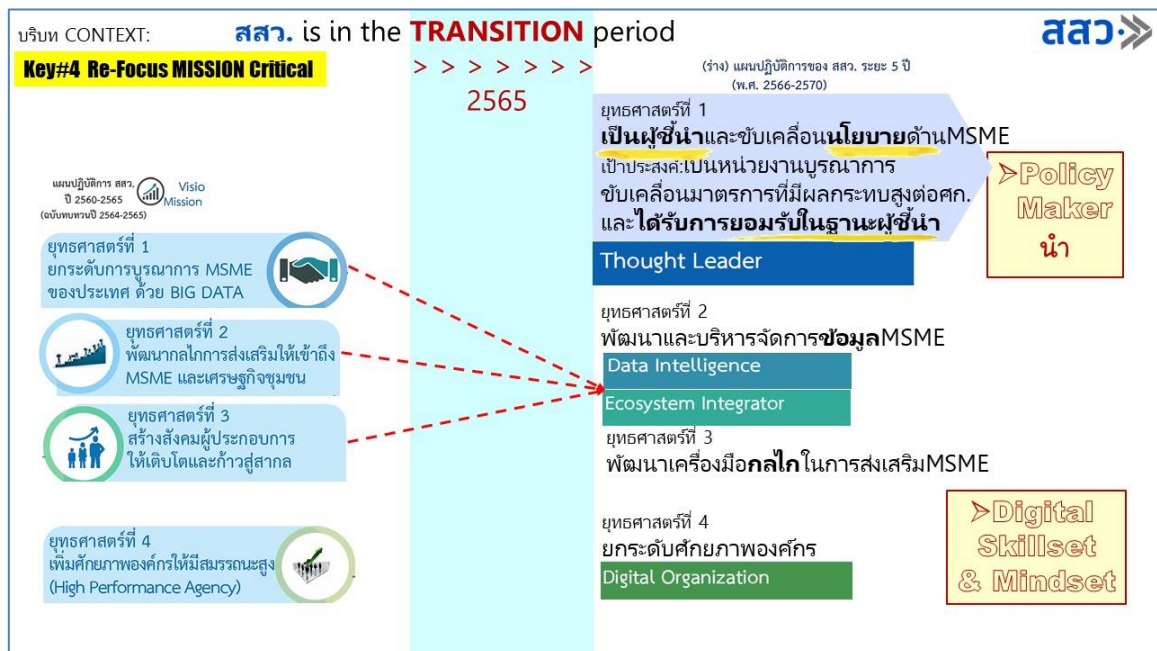 บริบท CONTEXT:
สสว. is in the TRANSITION period
สสว.
Key#4 Re-Focus MISSION Critical
> > > > > > >
2565
(ร่าง) แผนปฏิบัติการของ สสว. ระยะ 5 ปี
(พ.ศ. 2566-2570)
แผนปฏิบัติการ สสว.
ปี 2560-2565
(ฉบับทบทวนปี 2564-2565)
Visio
Mission
ยุทธศาสตร์ที่ 1
ยกระดับการบูรณาการ MSME
ของประเทศ ด้วย BIG DATA
ยุทธศาสตร์ที่ 2
พัฒนากลไกการส่งเสริมให้เข้าถึง
MSME และเศรษฐกิจชุมชน
ยุทธศาสตร์ที่ 3
สร้างสังคมผู้ประกอบการ
ให้เติบโตและก้าวสู่สากล
ยุทธศาสตร์ที่ 4
เพิ่มศักยภาพองค์กรให้มีสมรรถนะสูง
(High Performance Agency)
ยุทธศาสตร์ที่ 1
เป็นผู้ชี้นำและขับเคลื่อนนโยบายด้านMSME
เป้าประสงค์:เป็นหน่วยงานบูรณาการ
ขับเคลื่อนมาตรการที่มีผลกระทบสูงต่อศก.
และได้รับการยอมรับในฐานะผู้ชี้นำ
Thought Leader
➢Policy
Maker
นำ
ยุทธศาสตร์ที่ 2
พัฒนาและบริหารจัดการข้อมูลMSME
Data Intelligence
Ecosystem Integrator
ยุทธศาสตร์ที่ 3
พัฒนาเครื่องมือกลไกในการส่งเสริมMSME
ยุทธศาสตร์ที่ 4
ยกระดับศักยภาพองค์กร
Digital Organization
➢Digital
Skillset
& Mindset